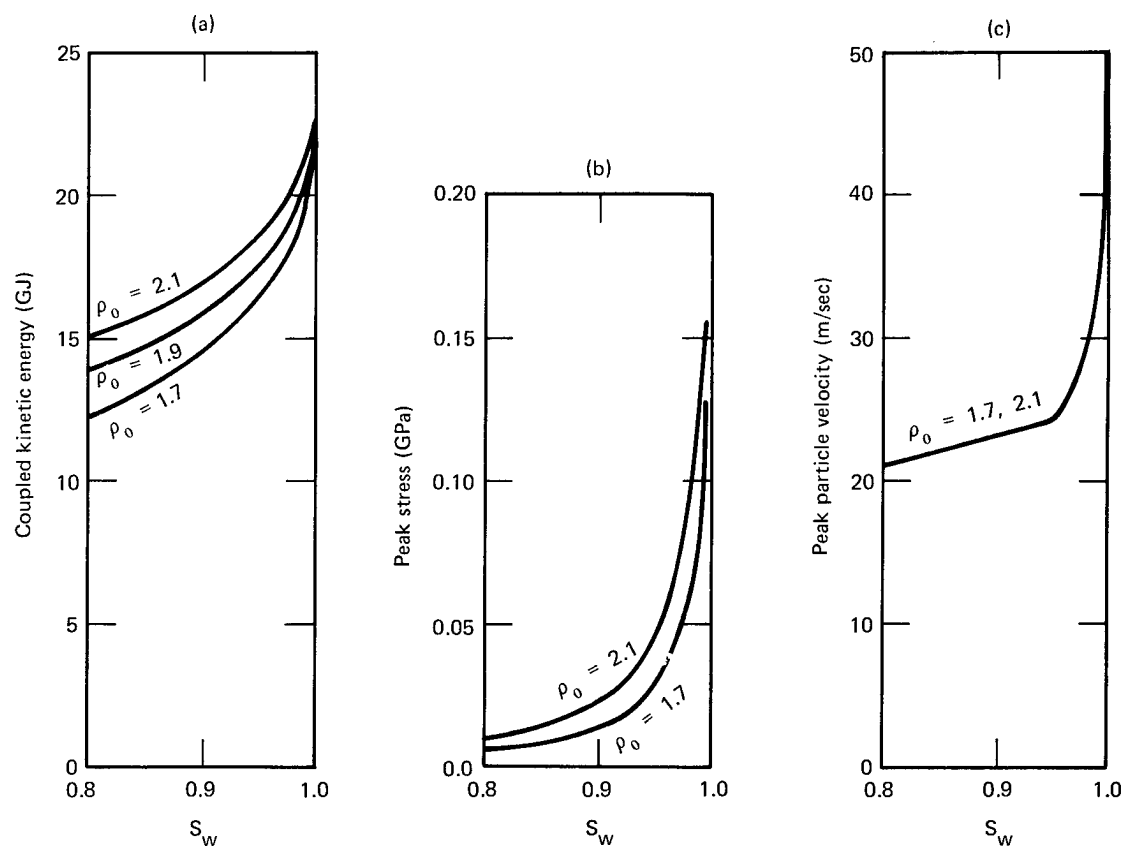 (a)
25
20
15
10
5
0
0.8
0.9
1.0
S_w
Coupled kinetic energy (GJ)
ρ₀ = 2.1
ρ₀ = 1.9
ρ₀ = 1.7
(b)
0.20
0.15
0.10
0.05
0.0
0.8
0.9
1.0
S_w
Peak stress (GPa)
ρ₀ = 2.1
ρ₀ = 1.7
(c)
50
40
30
20
10
0
0.8
0.9
1.0
S_w
Peak particle velocity (m/sec)
ρ₀ = 1.7, 2.1